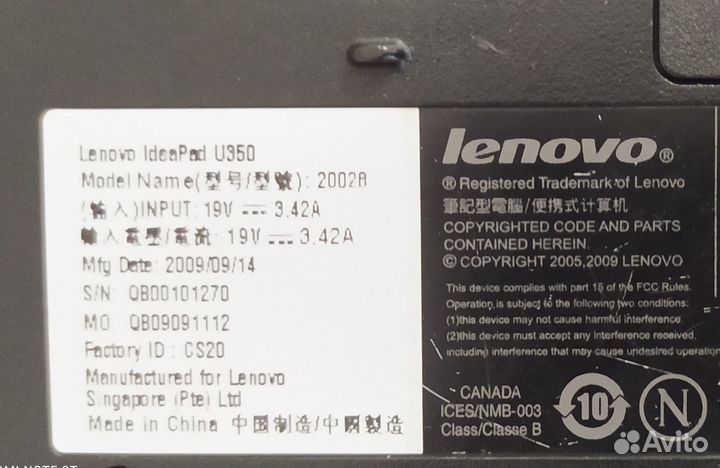 Lenovo IdeaPad U350
Model Name(型号/型號): 20028
(输入)INPUT: 19V ⎓ 3.42A
輸入電壓/電流: 19V ⎓ 3.42A
Mfg Date: 2009/09/14
S/N: QB00101270
MO: QB09091112
Factory ID : CS20
Manufactured for Lenovo
Singapore (Pte) Ltd
Made in China 中国制造/中國製造
lenovo®
® Registered Trademark of Lenovo
筆記型電腦/便携式计算机
COPYRIGHTED CODE AND PARTS
CONTAINED HEREIN.
© COPYRIGHT 2005,2009 LENOVO
This device complies with part 15 of the FCC Rules.
Operation is subject to the following two conditions:
(1)this device may not cause harmful interference
(2)this device must accept any interference received,
including interference that may cause undesired operation
CANADA
ICES/NMB-003
Class/Classe B
10
N
Avito